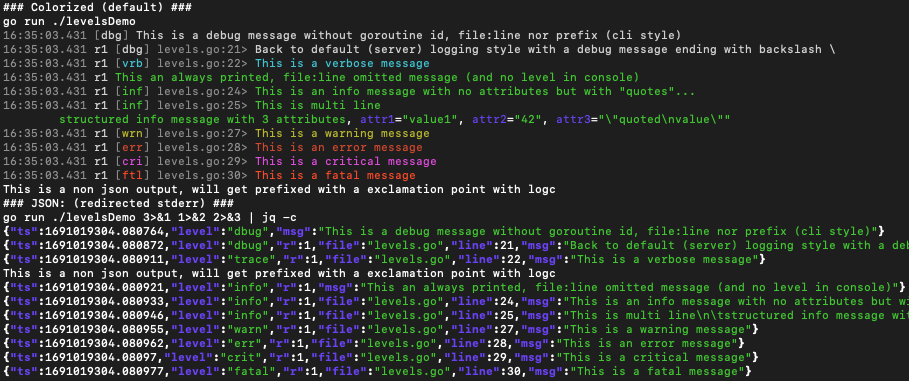 ### Colorized (default) ###
go run ./levelsDemo
16:35:03.431 [dbg] This is a debug message without goroutine id, file:line nor prefix (cli style)
16:35:03.431 r1 [dbg] levels.go:21> Back to default (server) logging style with a debug message ending with backslash \
16:35:03.431 r1 [vrb] levels.go:22> This is a verbose message
16:35:03.431 r1 This an always printed, file:line omitted message (and no level in console)
16:35:03.431 r1 [inf] levels.go:24> This is an info message with no attributes but with "quotes"...
16:35:03.431 r1 [inf] levels.go:25> This is multi line
structured info message with 3 attributes, attr1="value1", attr2="42", attr3="\"quoted\nvalue\""
16:35:03.431 r1 [wrn] levels.go:27> This is a warning message
16:35:03.431 r1 [err] levels.go:28> This is an error message
16:35:03.431 r1 [cri] levels.go:29> This is a critical message
16:35:03.431 r1 [ftl] levels.go:30> This is a fatal message
This is a non json output, will get prefixed with a exclamation point with logc
### JSON: (redirected stderr) ###
go run ./levelsDemo 3>&1 1>&2 2>&3 | jq -c
{"ts":1691019304.080764,"level":"dbug","msg":"This is a debug message without goroutine id, file:line nor prefix (cli style)"}
{"ts":1691019304.080872,"level":"dbug","r":1,"file":"levels.go","line":21,"msg":"Back to default (server) logging style with a deb
{"ts":1691019304.080911,"level":"trace","r":1,"file":"levels.go","line":22,"msg":"This is a verbose message"}
This is a non json output, will get prefixed with a exclamation point with logc
{"ts":1691019304.080921,"level":"info","r":1,"msg":"This an always printed, file:line omitted message (and no level in console)"}
{"ts":1691019304.080933,"level":"info","r":1,"file":"levels.go","line":24,"msg":"This is an info message with no attributes but wi
{"ts":1691019304.080946,"level":"info","r":1,"file":"levels.go","line":25,"msg":"This is multi line\n\tstructured info message wit
{"ts":1691019304.080955,"level":"warn","r":1,"file":"levels.go","line":27,"msg":"This is a warning message"}
{"ts":1691019304.080962,"level":"err","r":1,"file":"levels.go","line":28,"msg":"This is an error message"}
{"ts":1691019304.08097,"level":"crit","r":1,"file":"levels.go","line":29,"msg":"This is a critical message"}
{"ts":1691019304.080977,"level":"fatal","r":1,"file":"levels.go","line":30,"msg":"This is a fatal message"}